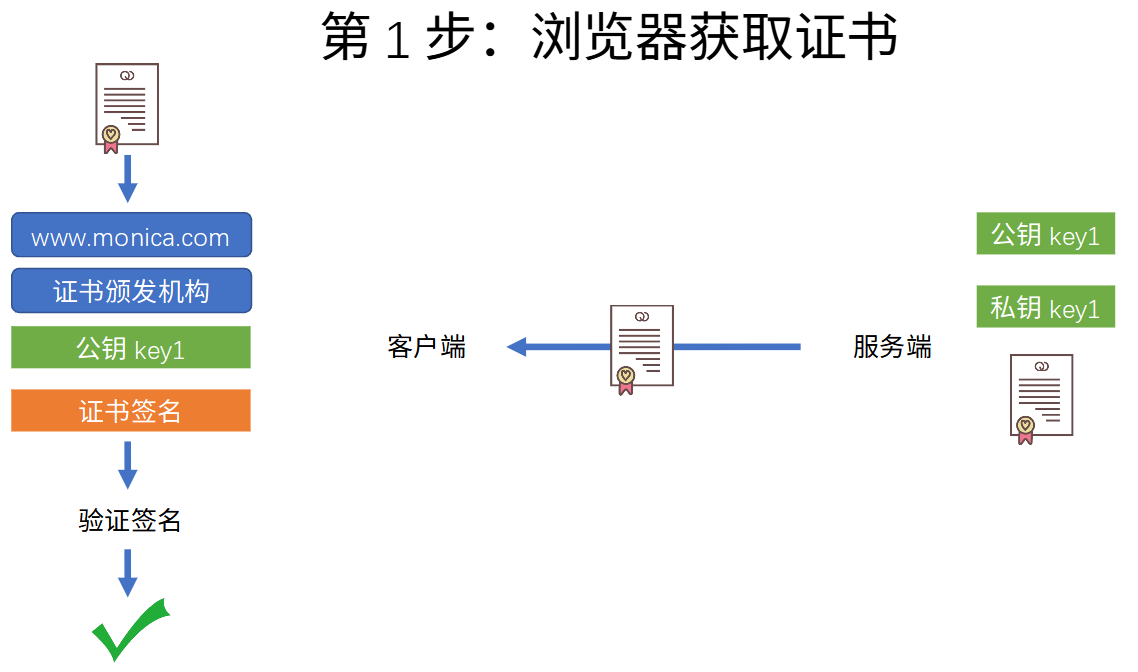 第 1 步：浏览器获取证书
www.monica.com
证书颁发机构
公钥 key1
证书签名
验证签名
客户端
服务端
公钥 key1
私钥 key1